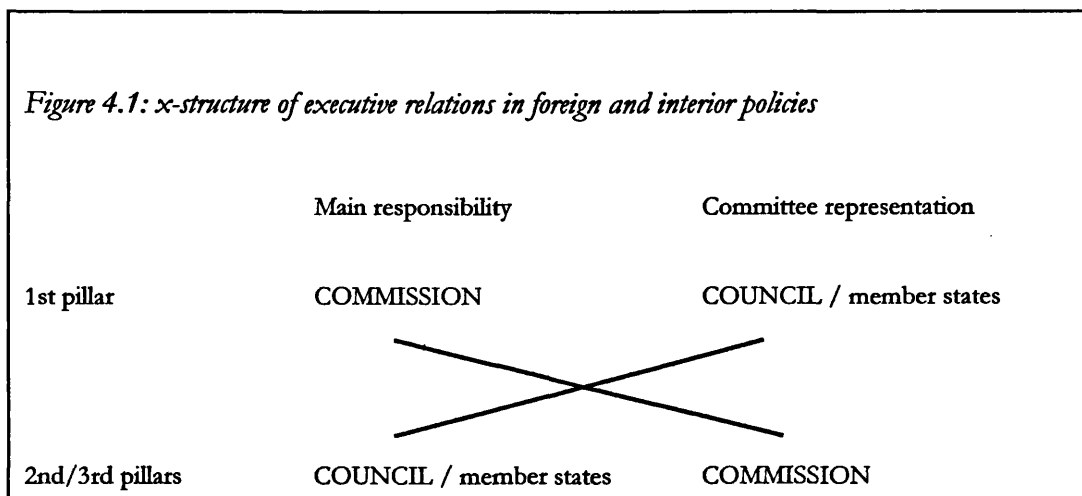 Figure 4.1: x-structure of executive relations in foreign and interior policies
Main responsibility Committee representation
1st pillar COMMISSION COUNCIL / member states
2nd/3rd pillars COUNCIL / member states COMMISSION